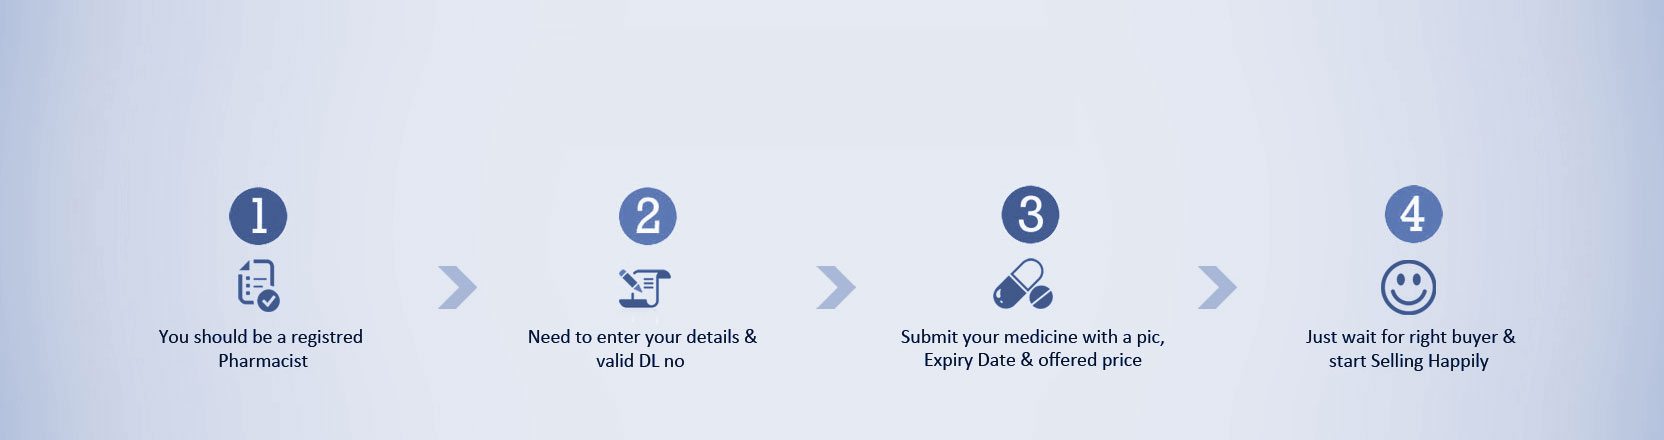 1
2
3
4
You should be a registred
Pharmacist
Need to enter your details &
valid DL no
Submit your medicine with a pic,
Expiry Date & offered price
Just wait for right buyer &
start Selling Happily